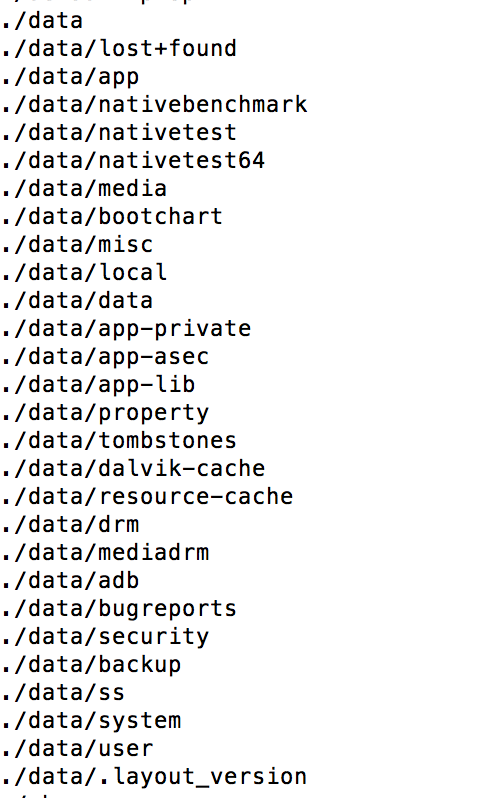 ./data
./data/lost+found
./data/app
./data/nativebenchmark
./data/nativetest
./data/nativetest64
./data/media
./data/bootchart
./data/misc
./data/local
./data/data
./data/app-private
./data/app-asec
./data/app-lib
./data/property
./data/tombstones
./data/dalvik-cache
./data/resource-cache
./data/drm
./data/mediadrm
./data/adb
./data/bugreports
./data/security
./data/backup
./data/ss
./data/system
./data/user
./data/.layout_version